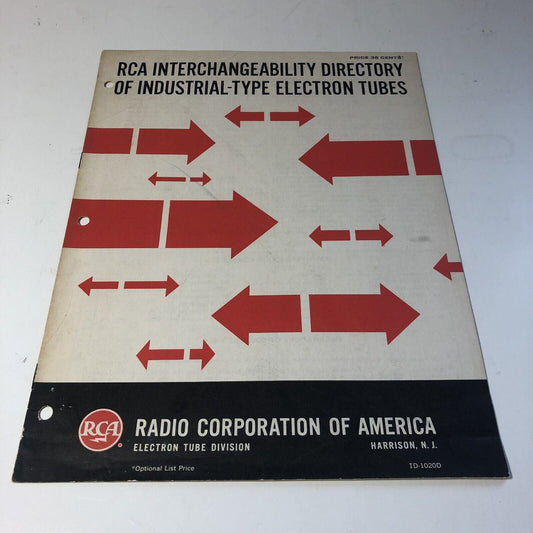 PRICE 35 CENTS*
RCA INTERCHANGEABILITY DIRECTORY
OF INDUSTRIAL-TYPE ELECTRON TUBES
RCA
RADIO CORPORATION OF AMERICA
ELECTRON TUBE DIVISION HARRISON, N. J.
*Optional List Price ID-1020D